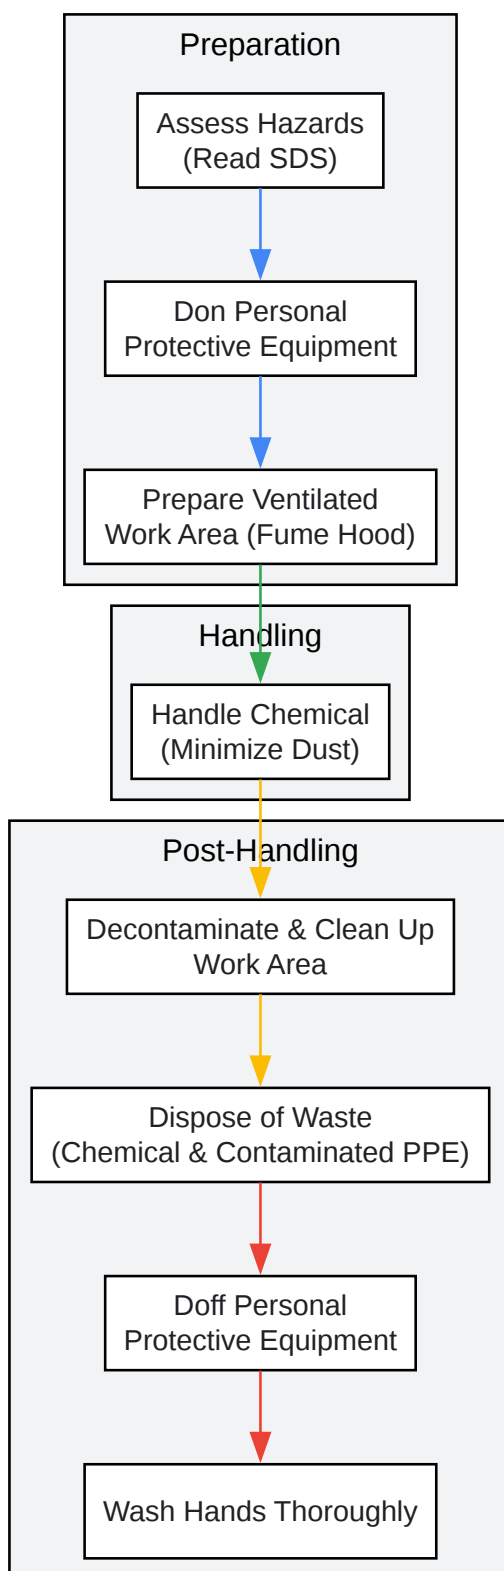 Preparation
Assess Hazards
(Read SDS)
Don Personal
Protective Equipment
Prepare Ventilated
Work Area (Fume Hood)
Handling
Handle Chemical
(Minimize Dust)
Post-Handling
Decontaminate & Clean Up
Work Area
Dispose of Waste
(Chemical & Contaminated PPE)
Doff Personal
Protective Equipment
Wash Hands Thoroughly